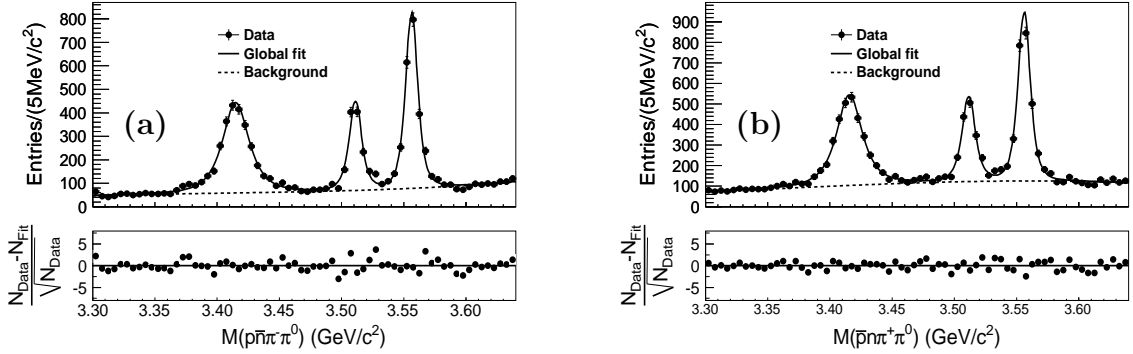 800
700
600
500
400
300
200
100
0
Entries/(5MeV/c²)
Data
Global fit
Background
(a)
5
0
-5
N_Data-N_Fit
√N_Data
3.30 3.35 3.40 3.45 3.50 3.55 3.60
M(pn̄π⁻π⁰) (GeV/c²)
900
800
700
600
500
400
300
200
100
0
Entries/(5MeV/c²)
Data
Global fit
Background
(b)
5
0
-5
N_Data-N_Fit
√N_Data
3.30 3.35 3.40 3.45 3.50 3.55 3.60
M(p̄nπ⁺π⁰) (GeV/c²)